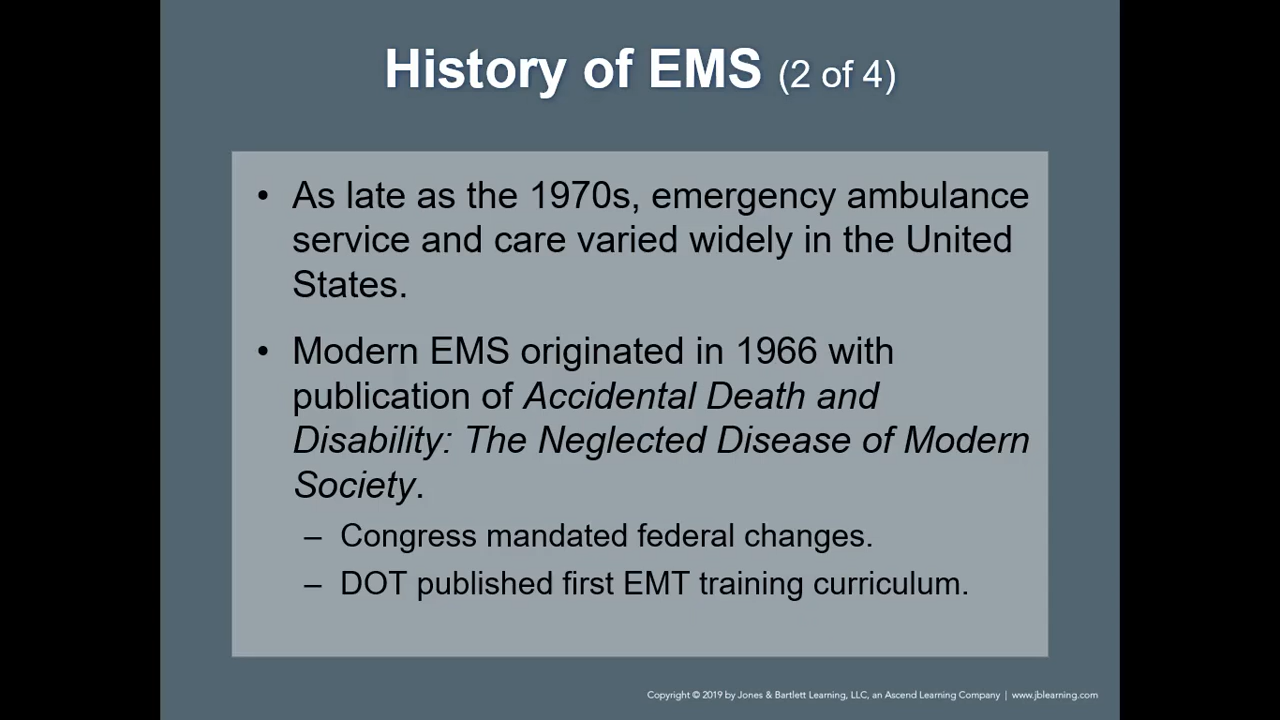 History of EMS (2 of 4)
• As late as the 1970s, emergency ambulance
service and care varied widely in the United
States.
• Modern EMS originated in 1966 with
publication of Accidental Death and
Disability: The Neglected Disease of Modern
Society.
– Congress mandated federal changes.
– DOT published first EMT training curriculum.
Copyright © 2019 by Jones & Bartlett Learning, LLC, an Ascend Learning Company | www.jblearning.com